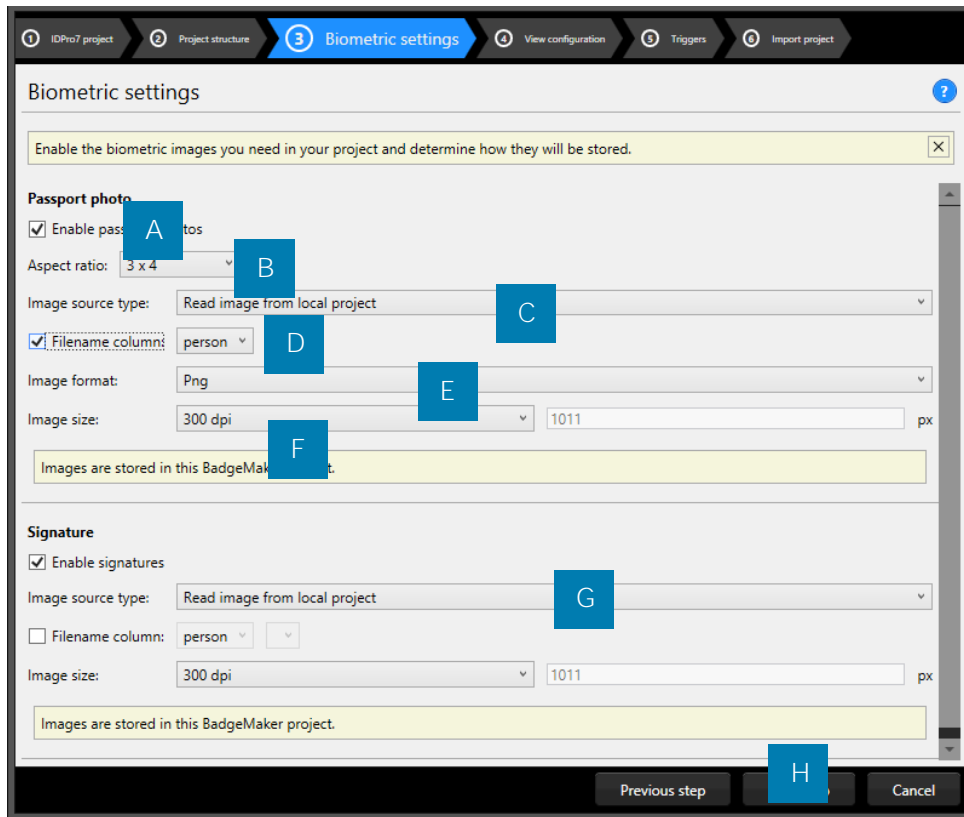 1 IDPro7 project 2 Project structure 3 Biometric settings 4 View configuration 5 Triggers 6 Import project
Biometric settings ?
Enable the biometric images you need in your project and determine how they will be stored.
Passport photo
A
Enable pass tos
Aspect ratio: 3 x 4
B
Image source type: Read image from local project
C
Filename column: person
D
Image format: Png
E
Image size: 300 dpi 1011 px
F
Images are stored in this BadgeMak t.
Signature
Enable signatures
Image source type: Read image from local project
G
Filename column: person
Image size: 300 dpi 1011 px
Images are stored in this BadgeMaker project.
H
Previous step Cancel